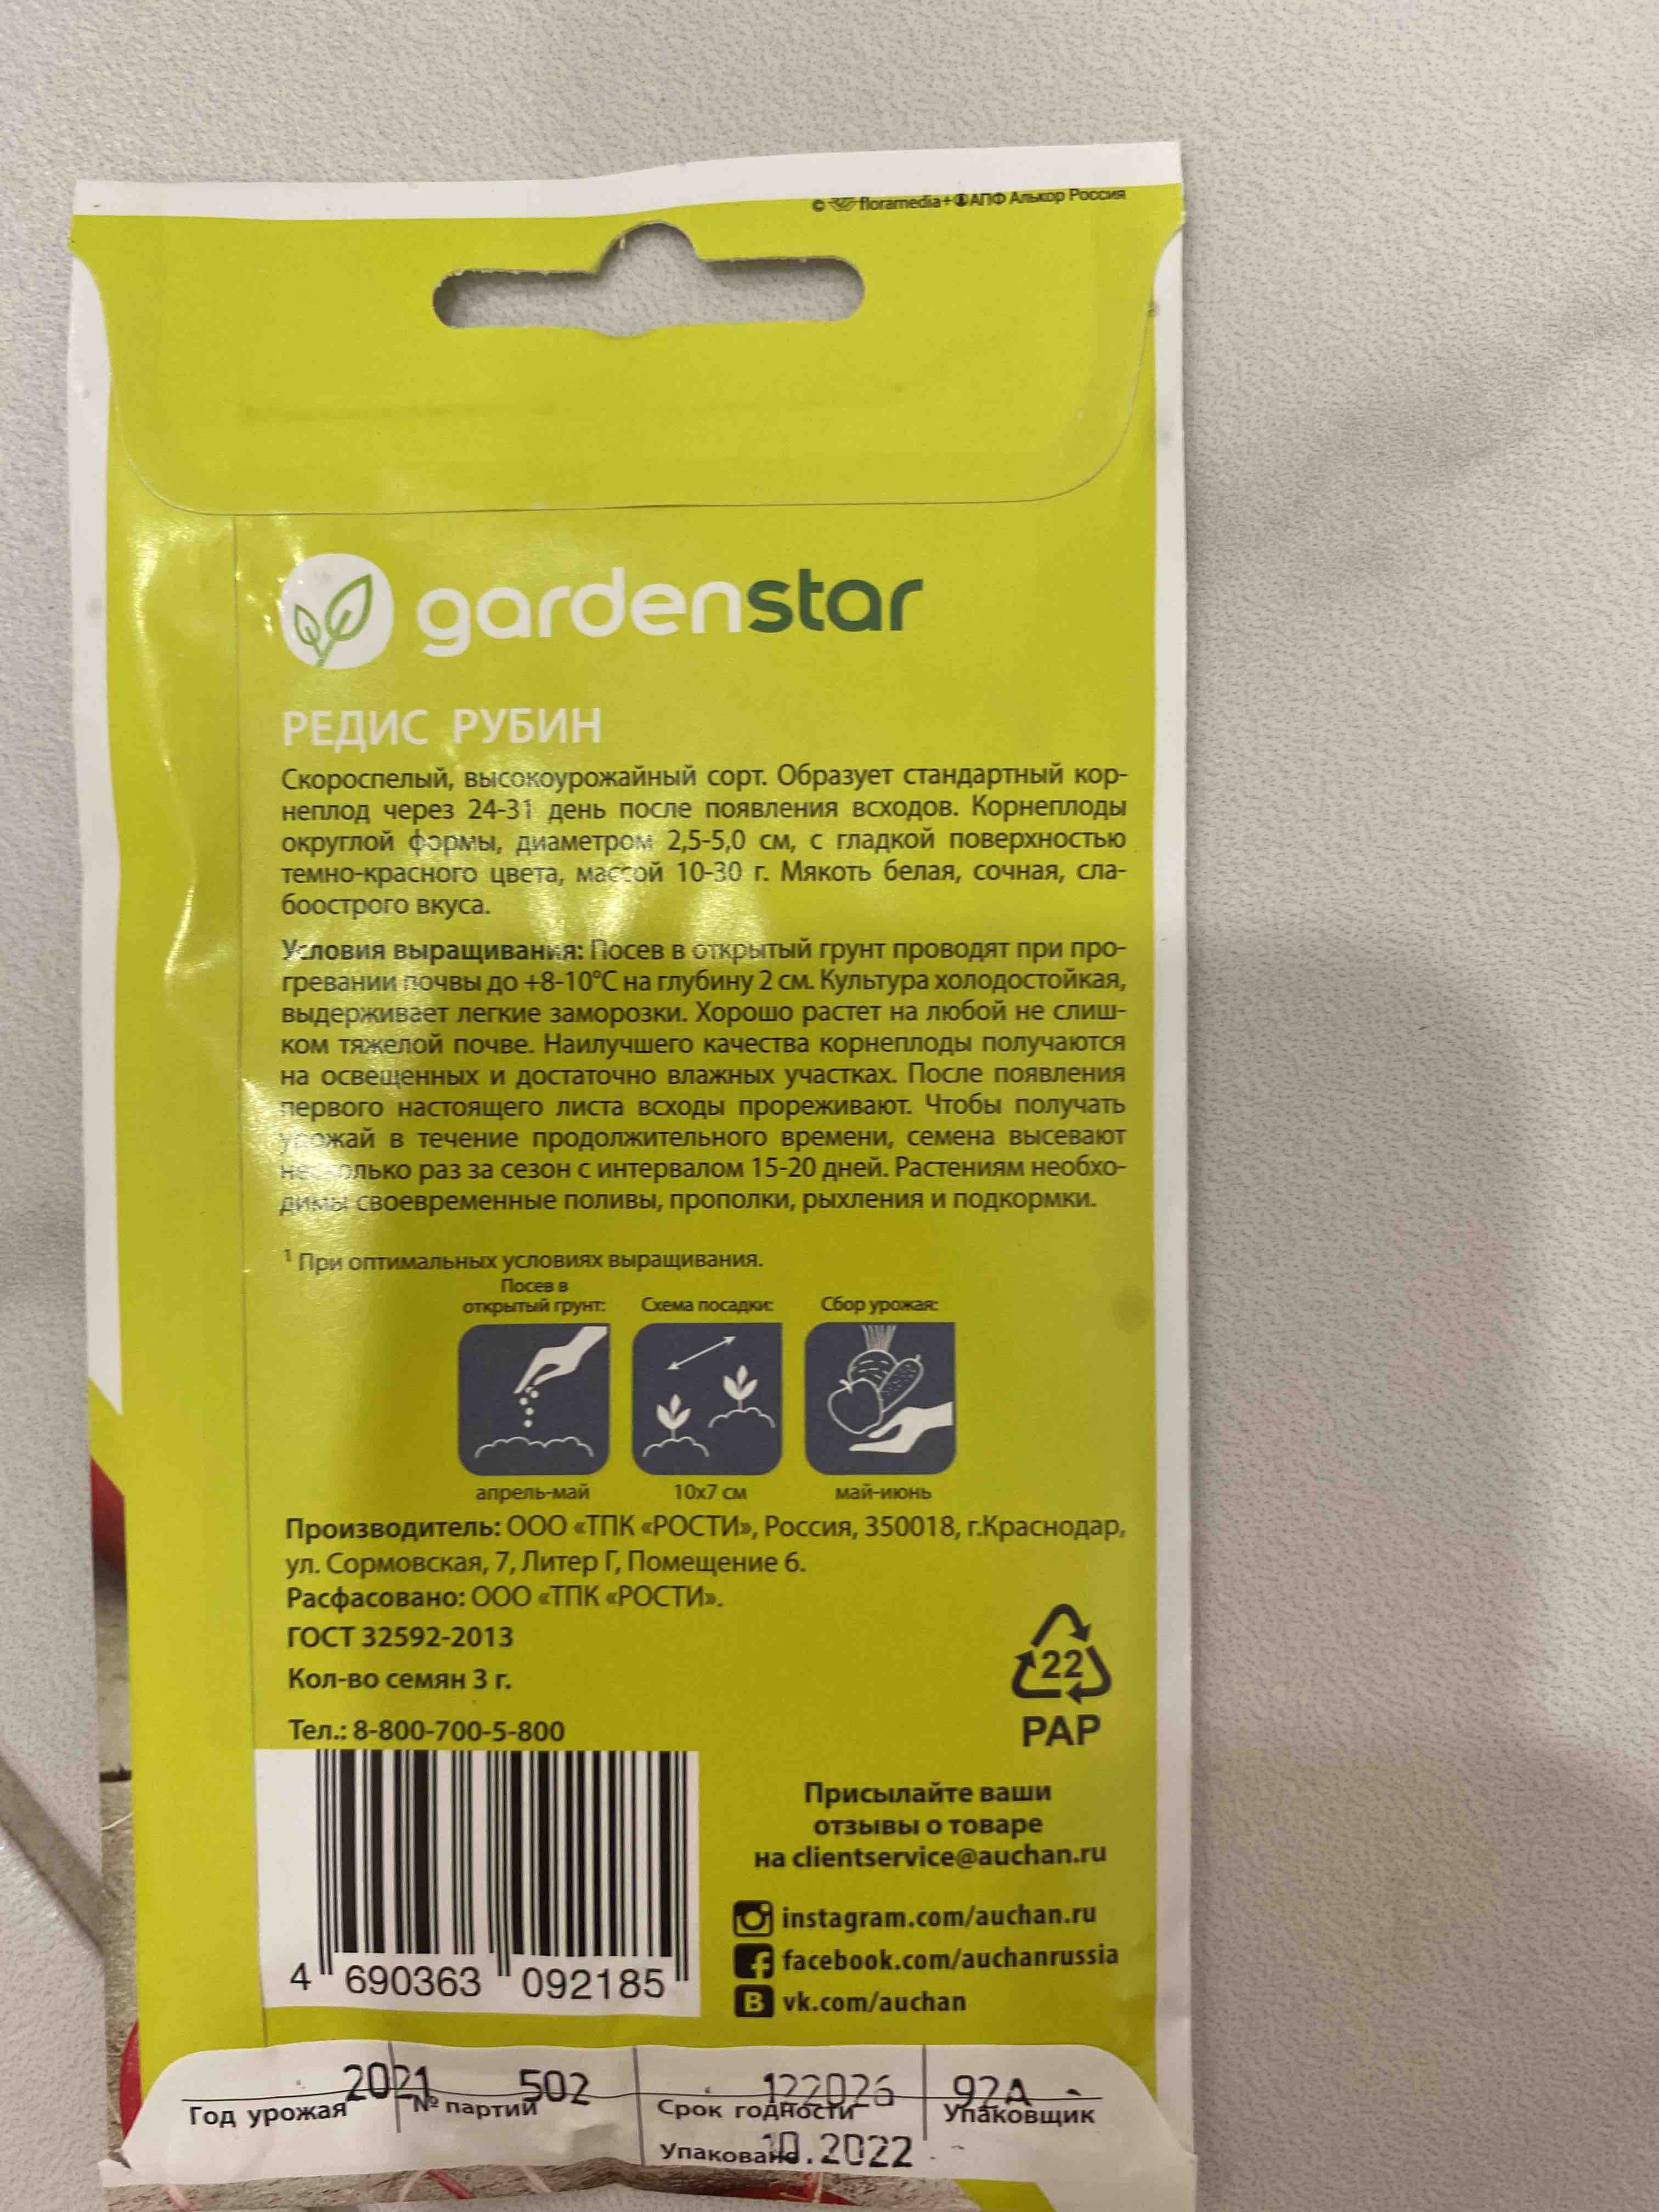 © floramedia+ АПФ Алькор Россия
gardenstar
РЕДИС РУБИН
Скороспелый, высокоурожайный сорт. Образует стандартный кор-
неплод через 24-31 день после появления всходов. Корнеплоды
округлой формы, диаметром 2,5-5,0 см, с гладкой поверхностью
темно-красного цвета, массой 10-30 г. Мякоть белая, сочная, сла-
боострого вкуса.
Условия выращивания: Посев в открытый грунт проводят при про-
гревании почвы до +8-10°С на глубину 2 см. Культура холодостойкая,
выдерживает легкие заморозки. Хорошо растет на любой не слиш-
ком тяжелой почве. Наилучшего качества корнеплоды получаются
на освещенных и достаточно влажных участках. После появления
первого настоящего листа всходы прореживают. Чтобы получать
урожай в течение продолжительного времени, семена высевают
несколько раз за сезон с интервалом 15-20 дней. Растениям необхо-
димы своевременные поливы, прополки, рыхления и подкормки.
¹ При оптимальных условиях выращивания.
Посев в
открытый грунт: Схема посадки: Сбор урожая:
апрель-май 10х7 см май-июнь
Производитель: ООО «ТПК «РОСТИ», Россия, 350018, г.Краснодар,
ул. Сормовская, 7, Литер Г, Помещение 6.
Расфасовано: ООО «ТПК «РОСТИ».
ГОСТ 32592-2013
Кол-во семян 3 г.
Тел.: 8-800-700-5-800
22
PAP
Присылайте ваши
отзывы о товаре
на clientservice@auchan.ru
instagram.com/auchan.ru
facebook.com/auchanrussia
vk.com/auchan
4 690363 092185
2021 502 122026 92А
Год урожая № партии Срок годности Упаковщик
Упаковано 10.2022